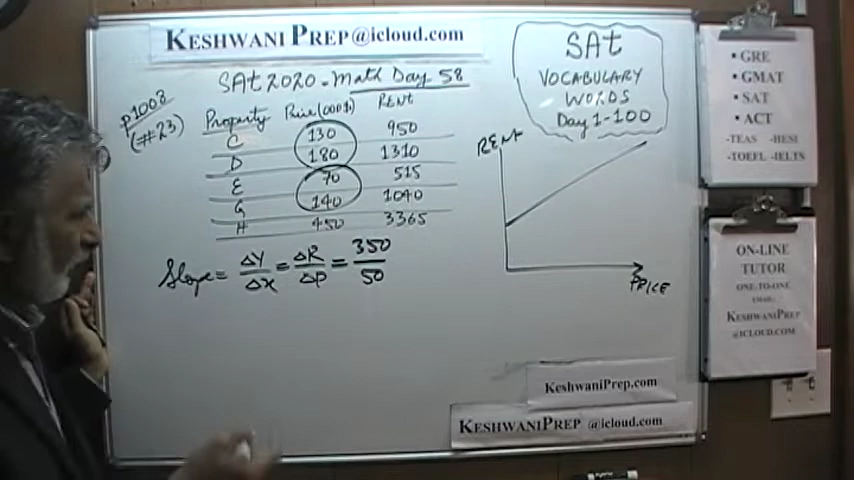 KESHWANIPREP@icloud.com
SAt 2020 - Math Day 58
p1003
(#23)
Property Price(000$) RENT
C 130 950
D 180 1310
E 70 515
G 140 1040
H 450 3365
Slope = ΔY/Δx = ΔR/ΔP = 350/50
SAt
VOCABULARY
WORDS
Day 1-100
RENt
PRICE
• GRE
• GMAT
• SAT
• ACT
-TEAS -HESI
-TOEFL -IELTS
ON-LINE
TUTOR
ONE-TO-ONE
EMAIL:
KESHWANIPREP
@ICLOUD.COM
KeshwaniPrep.com
KESHWANIPREP @icloud.com